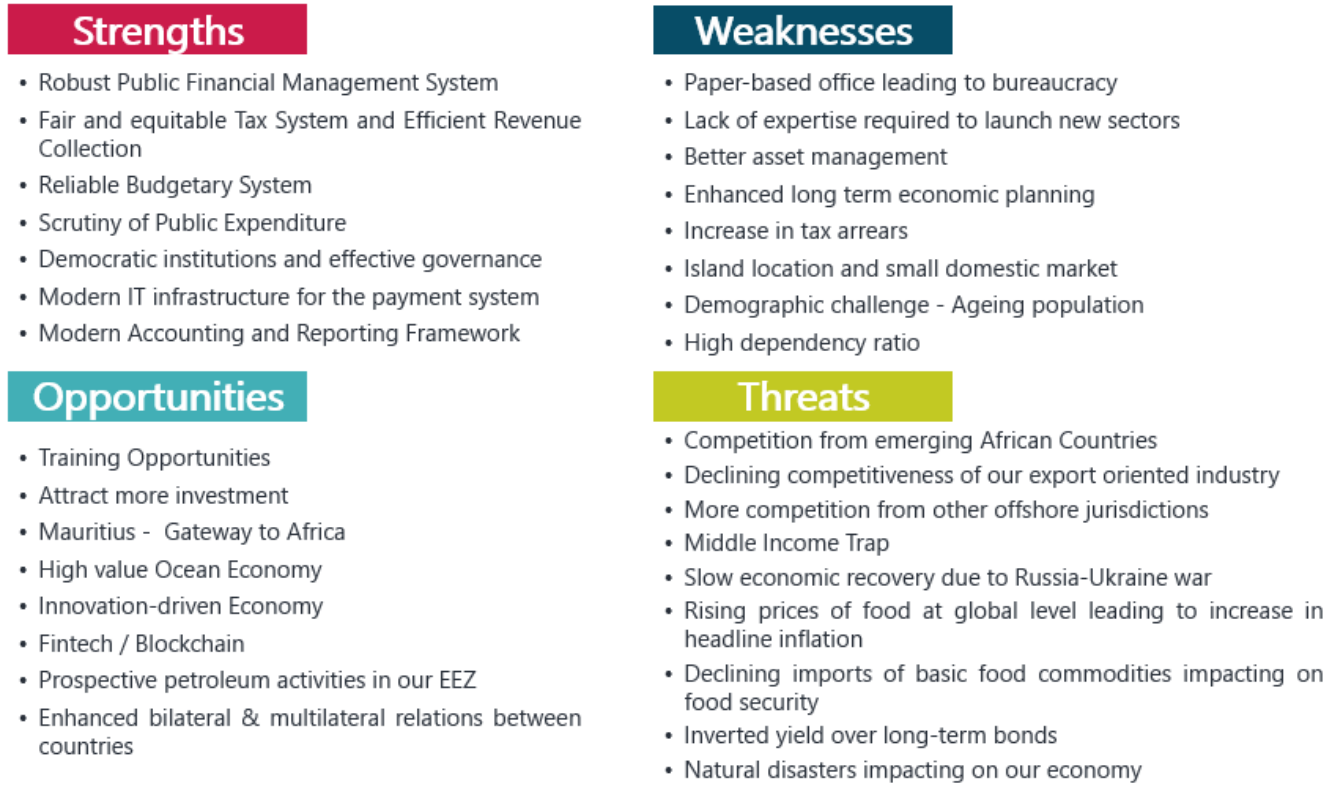 Strengths
• Robust Public Financial Management System
• Fair and equitable Tax System and Efficient Revenue
Collection
• Reliable Budgetary System
• Scrutiny of Public Expenditure
• Democratic institutions and effective governance
• Modern IT infrastructure for the payment system
• Modern Accounting and Reporting Framework
Weaknesses
• Paper-based office leading to bureaucracy
• Lack of expertise required to launch new sectors
• Better asset management
• Enhanced long term economic planning
• Increase in tax arrears
• Island location and small domestic market
• Demographic challenge - Ageing population
• High dependency ratio
Opportunities
• Training Opportunities
• Attract more investment
• Mauritius - Gateway to Africa
• High value Ocean Economy
• Innovation-driven Economy
• Fintech / Blockchain
• Prospective petroleum activities in our EEZ
• Enhanced bilateral & multilateral relations between
countries
Threats
• Competition from emerging African Countries
• Declining competitiveness of our export oriented industry
• More competition from other offshore jurisdictions
• Middle Income Trap
• Slow economic recovery due to Russia-Ukraine war
• Rising prices of food at global level leading to increase in
headline inflation
• Declining imports of basic food commodities impacting on
food security
• Inverted yield over long-term bonds
• Natural disasters impacting on our economy